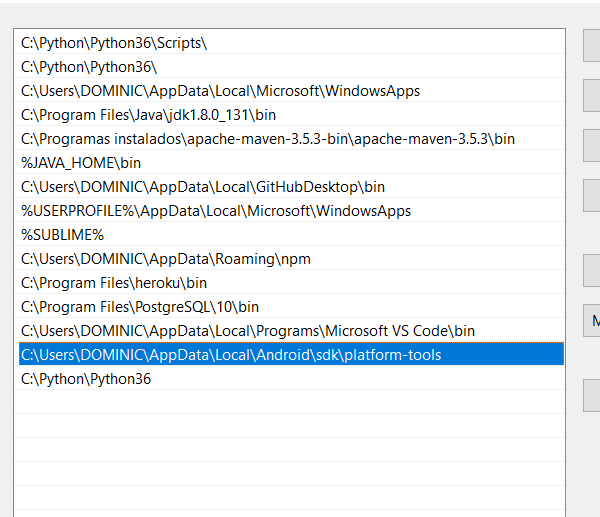 C:\Python\Python36\Scripts\
C:\Python\Python36\
C:\Users\DOMINIC\AppData\Local\Microsoft\WindowsApps
C:\Program Files\Java\jdk1.8.0_131\bin
C:\Programas instalados\apache-maven-3.5.3-bin\apache-maven-3.5.3\bin
%JAVA_HOME\bin
C:\Users\DOMINIC\AppData\Local\GitHubDesktop\bin
%USERPROFILE%\AppData\Local\Microsoft\WindowsApps
%SUBLIME%
C:\Users\DOMINIC\AppData\Roaming\npm
C:\Program Files\heroku\bin
C:\Program Files\PostgreSQL\10\bin
C:\Users\DOMINIC\AppData\Local\Programs\Microsoft VS Code\bin
C:\Users\DOMINIC\AppData\Local\Android\sdk\platform-tools
C:\Python\Python36